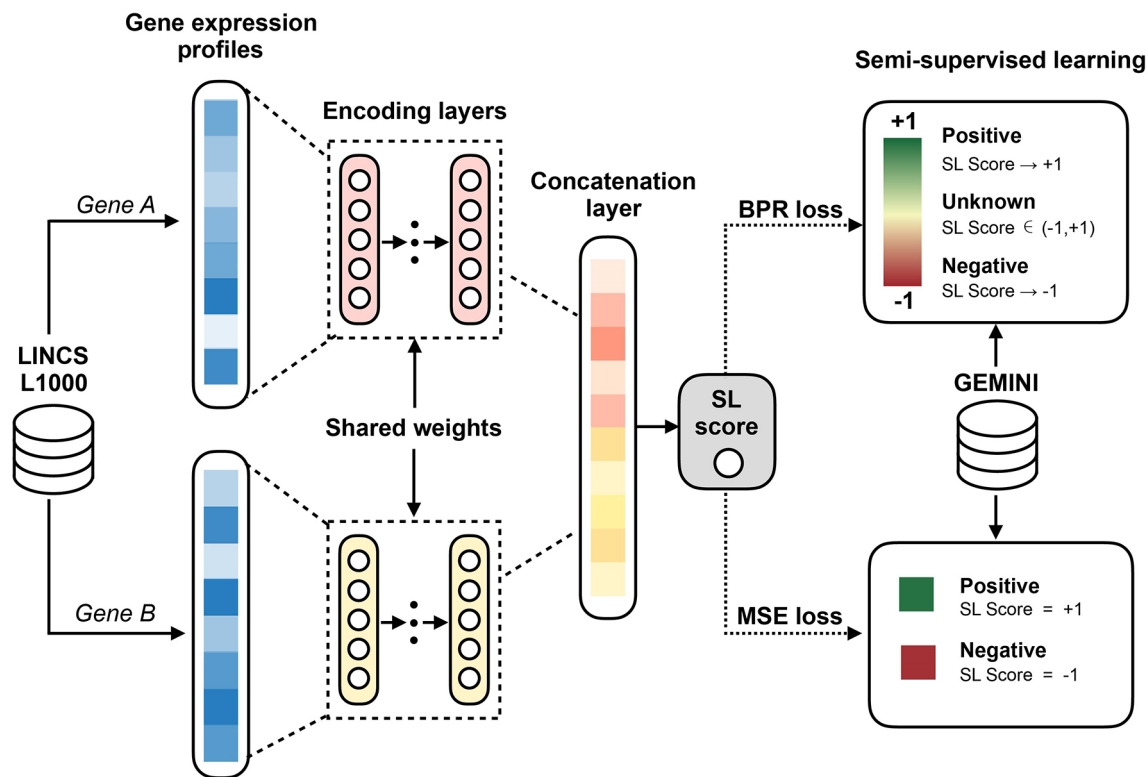 Gene expression
profiles
Encoding layers
Concatenation
layer
Semi-supervised learning
+1
Positive
SL Score → +1
Unknown
SL Score ∈ (-1,+1)
Negative
SL Score → -1
-1
Gene A
BPR loss
LINCS
L1000
Shared weights
SL
score
GEMINI
Gene B
MSE loss
Positive
SL Score = +1
Negative
SL Score = -1